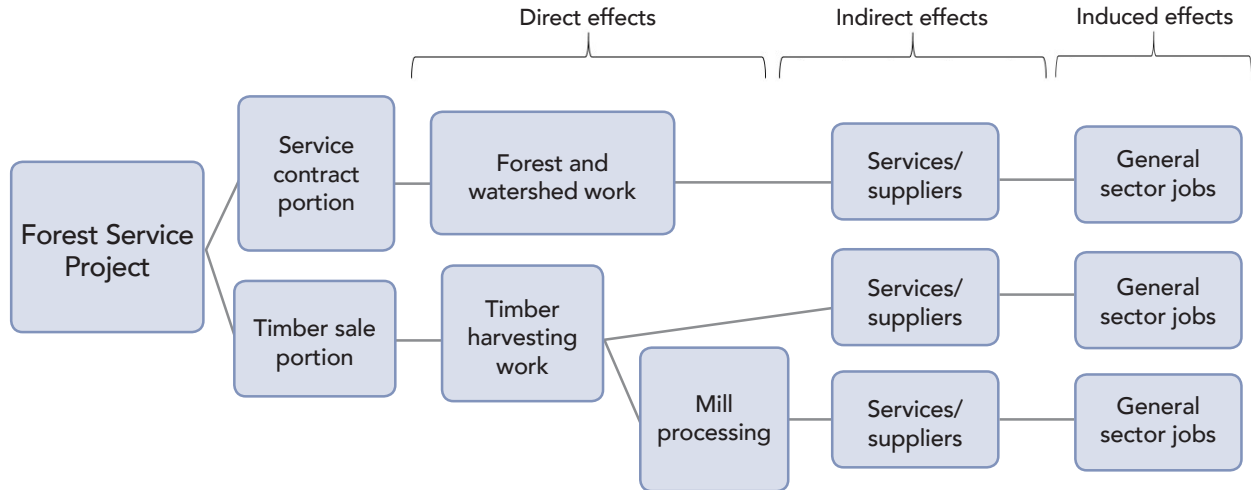 Direct effects
Indirect effects
Induced effects
Forest Service
Project
Service
contract
portion
Forest and
watershed work
Services/
suppliers
General
sector jobs
Timber sale
portion
Timber
harvesting
work
Services/
suppliers
General
sector jobs
Mill
processing
Services/
suppliers
General
sector jobs